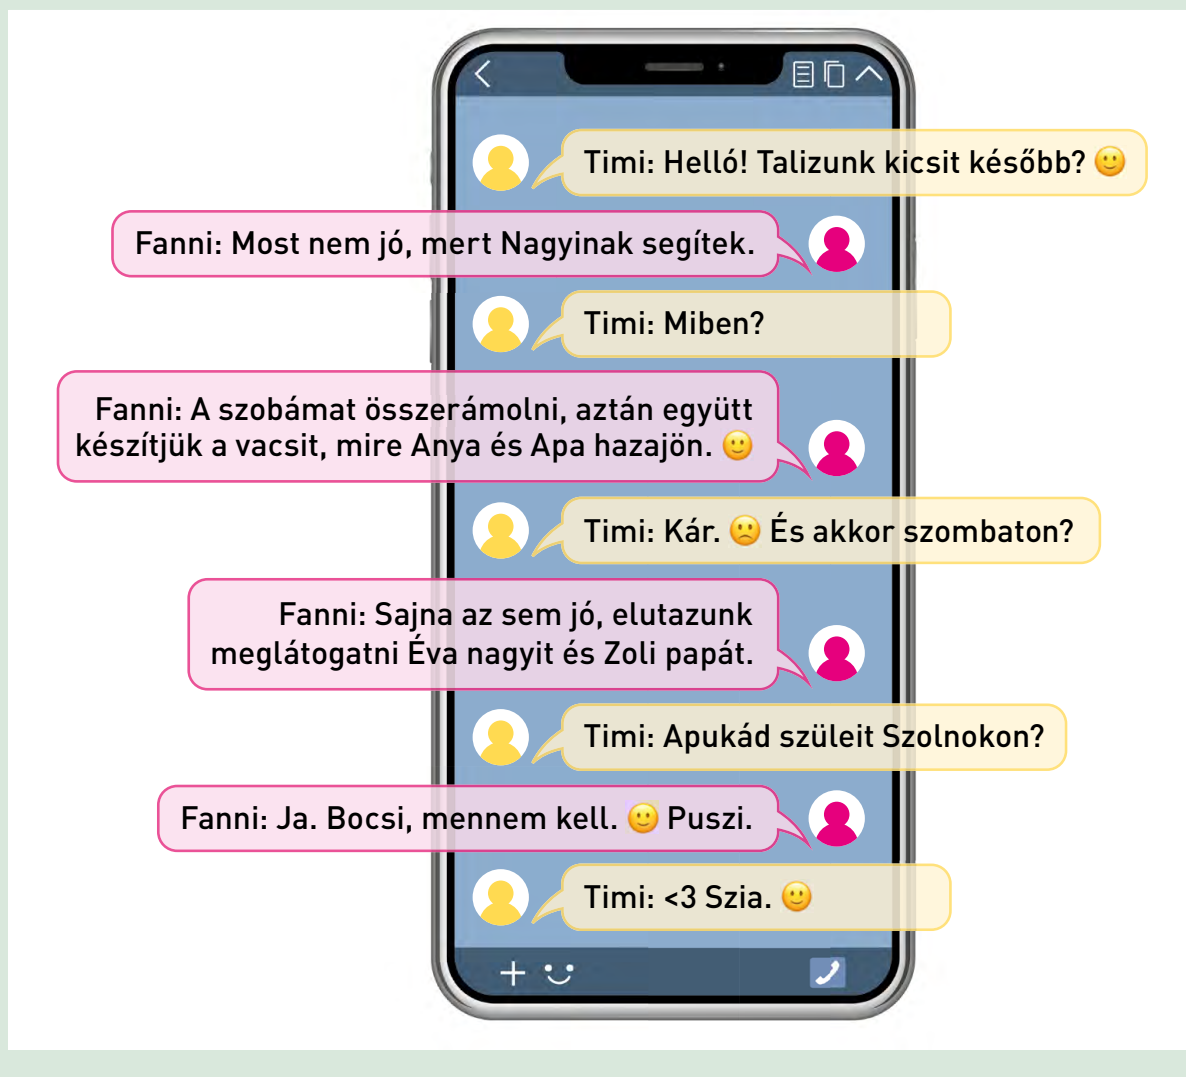 Timi: Helló! Talizunk kicsit később? 🙂
Fanni: Most nem jó, mert Nagyinak segítek.
Timi: Miben?
Fanni: A szobámat összerámolni, aztán együtt
készítjük a vacsit, mire Anya és Apa hazajön. 🙂
Timi: Kár. 🙁 És akkor szombaton?
Fanni: Sajna az sem jó, elutazunk
meglátogatni Éva nagyit és Zoli papát.
Timi: Apukád szüleit Szolnokon?
Fanni: Ja. Bocsi, mennem kell. 🙂 Puszi.
Timi: <3 Szia. 🙂